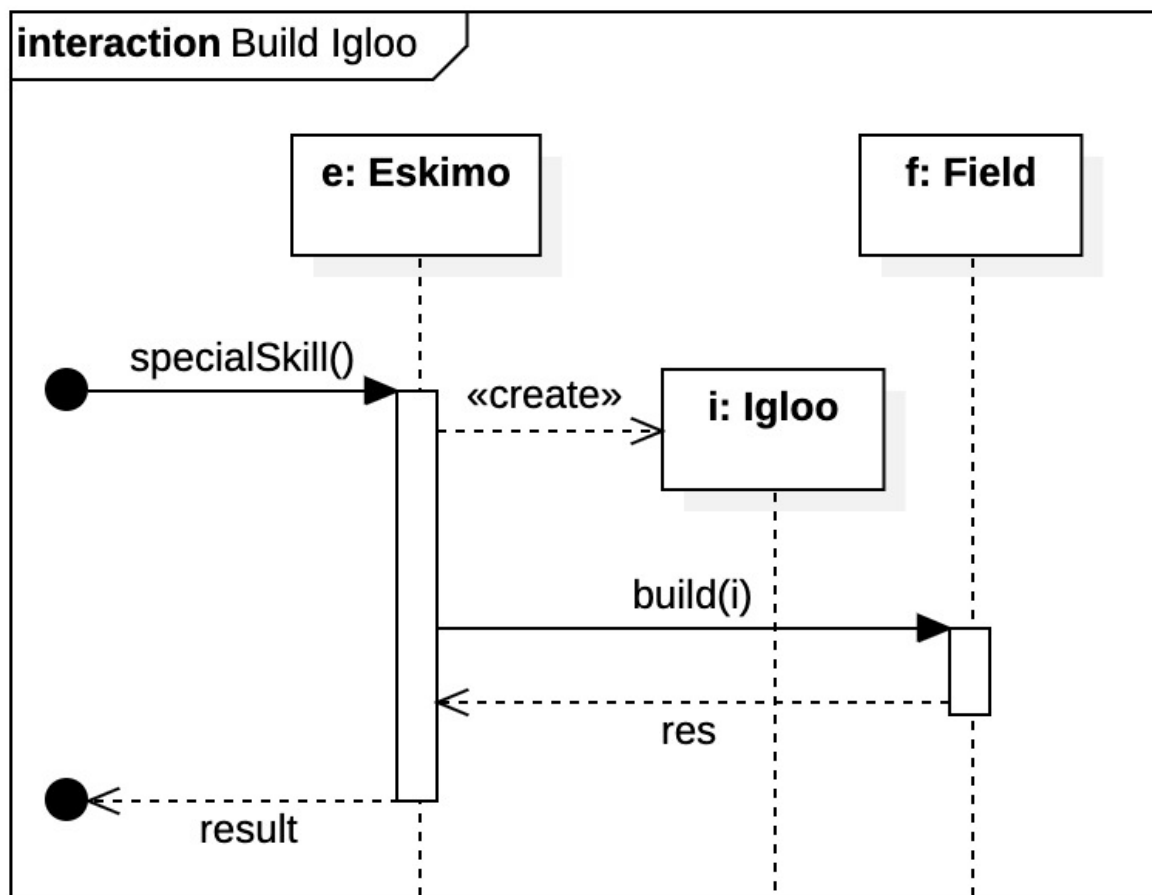 interaction Build Igloo
e: Eskimo
f: Field
specialSkill()
«create»
i: Igloo
build(i)
res
result